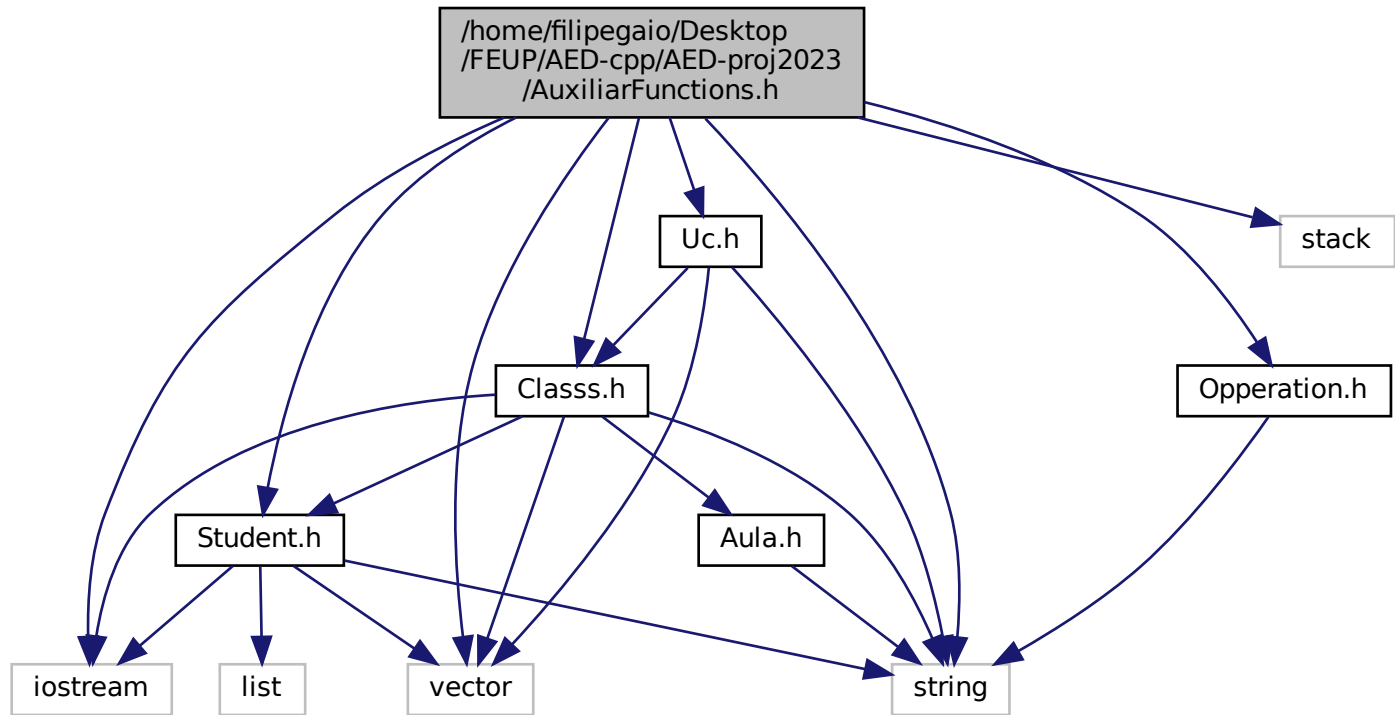 /home/filipegaio/Desktop
/FEUP/AED-cpp/AED-proj2023
/AuxiliarFunctions.h
Uc.h
stack
Classs.h
Opperation.h
Student.h
Aula.h
iostream
list
vector
string